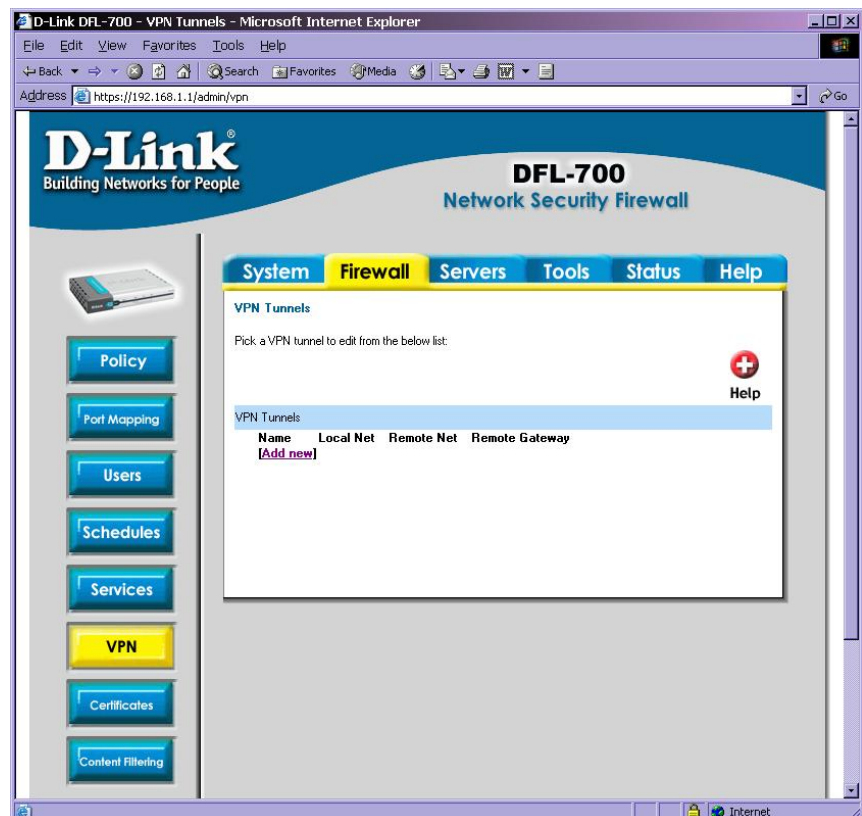 D-Link DFL-700 - VPN Tunnels - Microsoft Internet Explorer
File Edit View Favorites Tools Help
Back Search Favorites Media
Address https://192.168.1.1/admin/vpn Go
D-Link®
Building Networks for People
DFL-700
Network Security Firewall
System Firewall Servers Tools Status Help
VPN Tunnels
Pick a VPN tunnel to edit from the below list:
Help
VPN Tunnels
Name Local Net Remote Net Remote Gateway
[Add new]
Policy
Port Mapping
Users
Schedules
Services
VPN
Certificates
Content Filtering
Internet